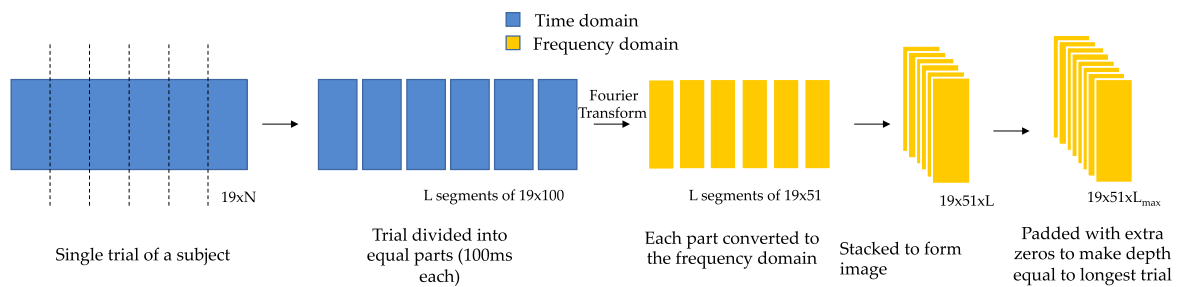 Time domain
Frequency domain
Fourier
Transform
19xN
L segments of 19x100
L segments of 19x51
19x51xL
19x51xLmax
Single trial of a subject
Trial divided into
equal parts (100ms
each)
Each part converted to
the frequency domain
Stacked to form
image
Padded with extra
zeros to make depth
equal to longest trial